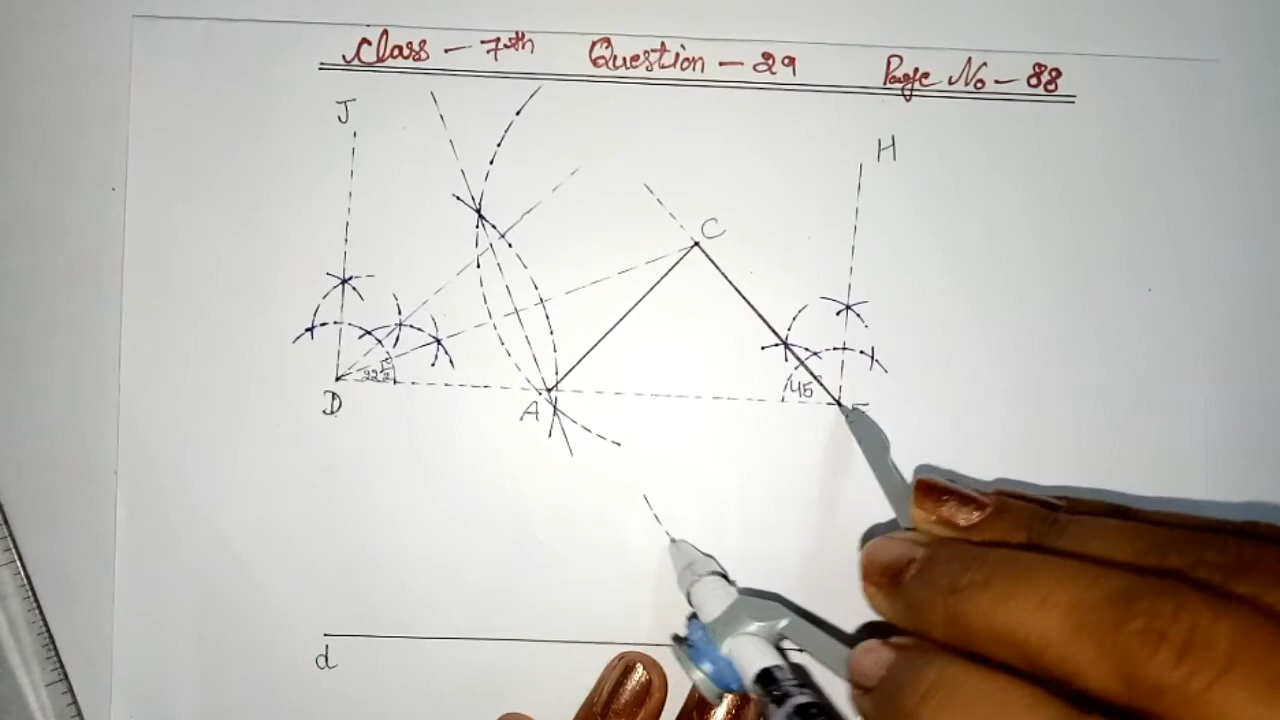 Class - 7th Question - 29 Page No - 88
J
H
C
22½
45°
D
A
d